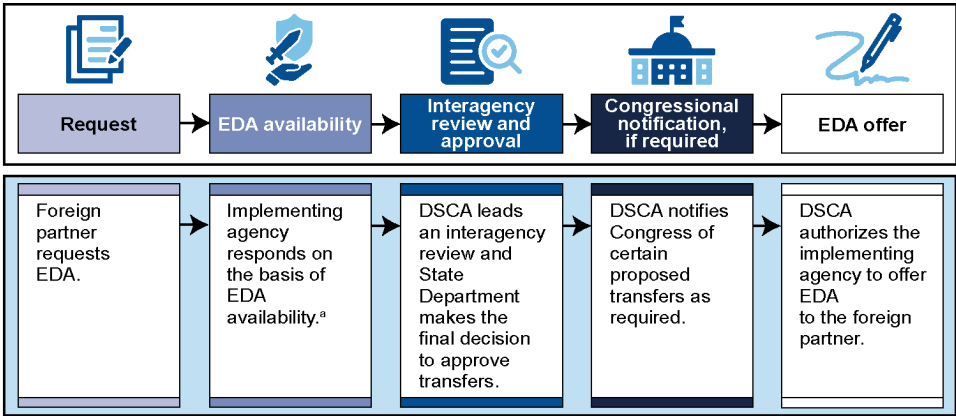 Request
EDA availability
Interagency
review and
approval
Congressional
notification,
if required
EDA offer
Foreign
partner
requests
EDA.
Implementing
agency
responds on
the basis of
EDA
availability.ᵃ
DSCA leads
an interagency
review and
State
Department
makes the
final decision
to approve
transfers.
DSCA notifies
Congress of
certain
proposed
transfers as
required.
DSCA
authorizes the
implementing
agency to offer
EDA
to the foreign
partner.